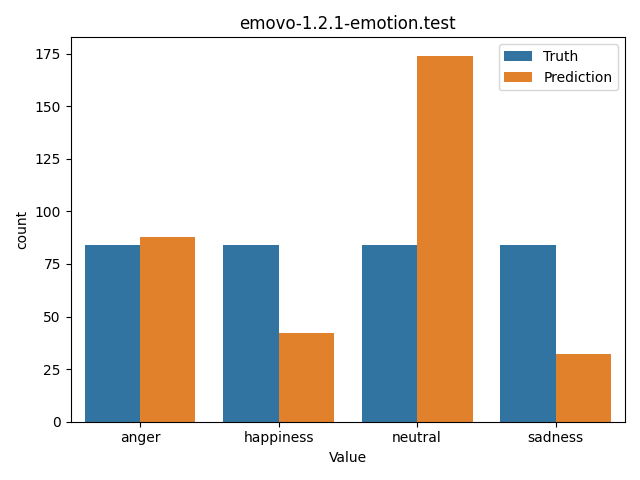 emovo-1.2.1-emotion.test
Truth
Prediction
175
150
125
100
75
50
25
0
count
anger happiness neutral sadness
Value